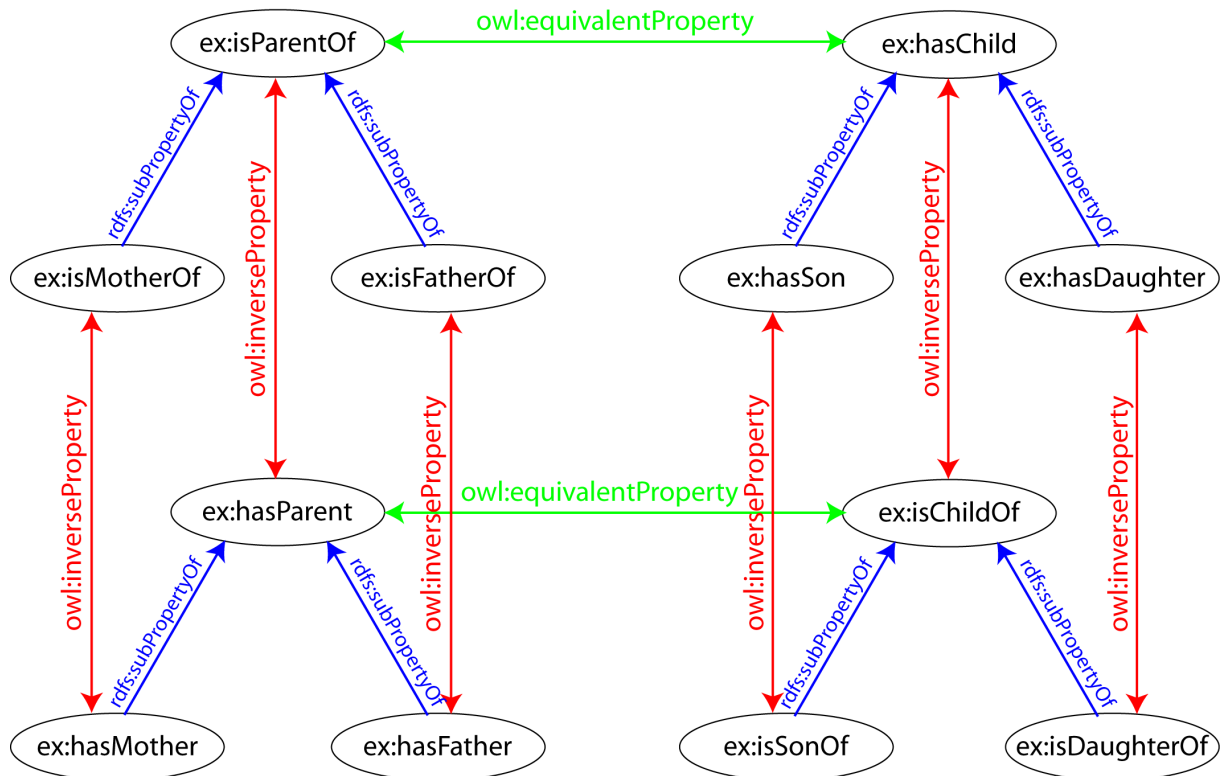 owl:equivalentProperty
ex:isParentOf
ex:hasChild
rdfs:subPropertyOf
rdfs:subPropertyOf
rdfs:subPropertyOf
rdfs:subPropertyOf
owl:inverseProperty
owl:inverseProperty
ex:isMotherOf
ex:isFatherOf
ex:hasSon
ex:hasDaughter
owl:inverseProperty
owl:inverseProperty
owl:inverseProperty
owl:inverseProperty
owl:equivalentProperty
ex:hasParent
ex:isChildOf
rdfs:subPropertyOf
rdfs:subPropertyOf
rdfs:subPropertyOf
rdfs:subPropertyOf
ex:hasMother
ex:hasFather
ex:isSonOf
ex:isDaughterOf